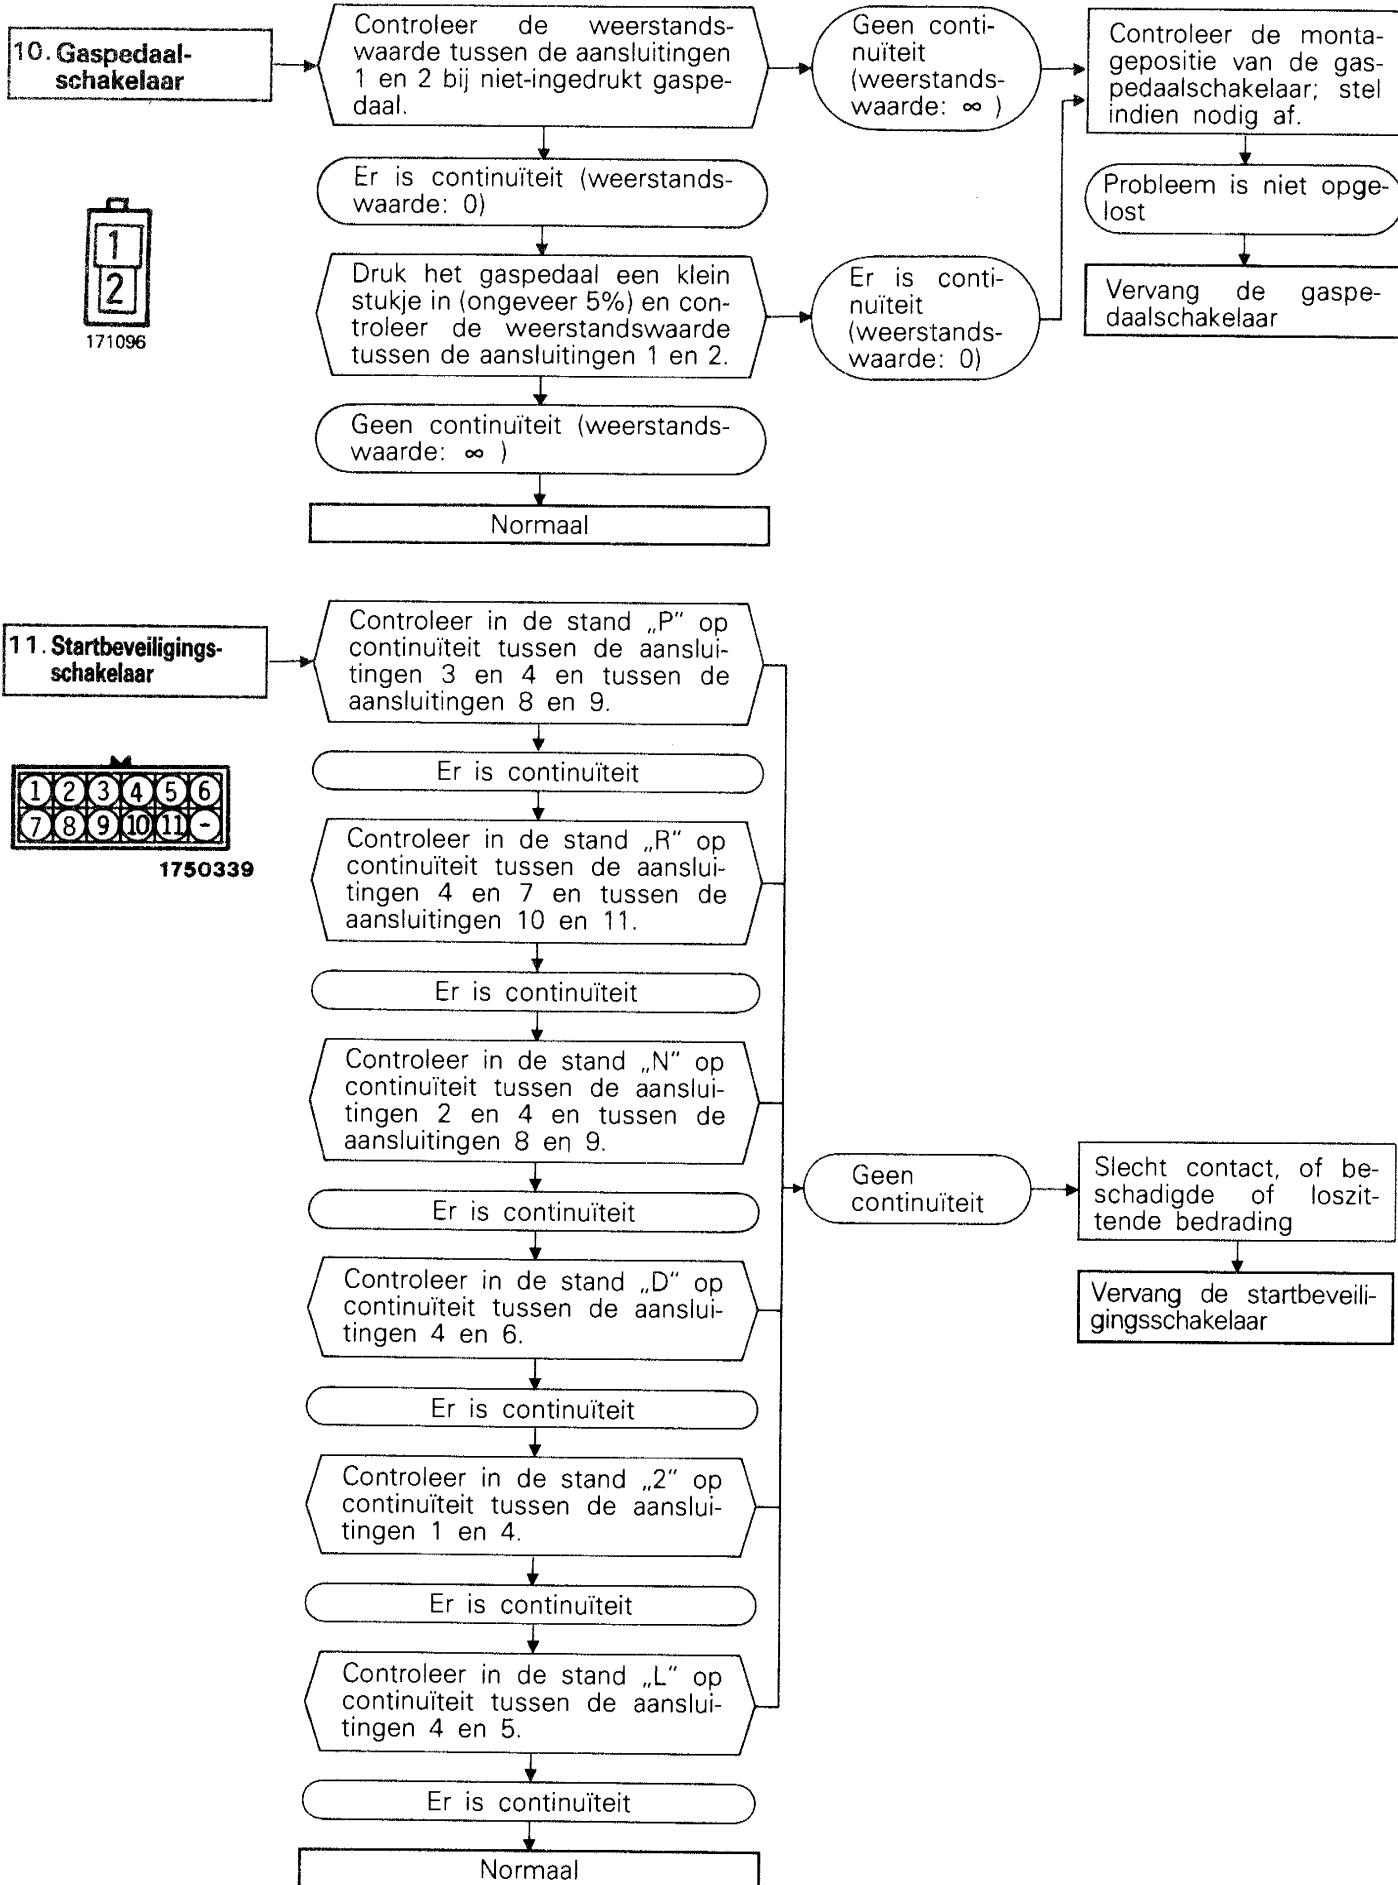 10. Gaspedaal-
schakelaar
Controleer de weerstands-
waarde tussen de aansluitingen
1 en 2 bij niet-ingedrukt gaspe-
daal.
Geen conti-
nuïteit
(weerstands-
waarde: ∞ )
Controleer de monta-
gepositie van de gas-
pedaalschakelaar; stel
indien nodig af.
Er is continuïteit (weerstands-
waarde: 0)
Probleem is niet opge-
lost
1
2
171096
Druk het gaspedaal een klein
stukje in (ongeveer 5%) en con-
troleer de weerstandswaarde
tussen de aansluitingen 1 en 2.
Er is conti-
nuïteit
(weerstands-
waarde: 0)
Vervang de gaspe-
daalschakelaar
Geen continuïteit (weerstands-
waarde: ∞ )
Normaal
11. Startbeveiligings-
schakelaar
Controleer in de stand „P" op
continuïteit tussen de aanslui-
tingen 3 en 4 en tussen de
aansluitingen 8 en 9.
Er is continuïteit
1 2 3 4 5 6
7 8 9 10 11 -
1750339
Controleer in de stand „R" op
continuïteit tussen de aanslui-
tingen 4 en 7 en tussen de
aansluitingen 10 en 11.
Er is continuïteit
Controleer in de stand „N" op
continuïteit tussen de aanslui-
tingen 2 en 4 en tussen de
aansluitingen 8 en 9.
Geen
continuïteit
Slecht contact, of be-
schadigde of loszit-
tende bedrading
Er is continuïteit
Controleer in de stand „D" op
continuïteit tussen de aanslui-
tingen 4 en 6.
Vervang de startbeveili-
gingsschakelaar
Er is continuïteit
Controleer in de stand „2" op
continuïteit tussen de aanslui-
tingen 1 en 4.
Er is continuïteit
Controleer in de stand „L" op
continuïteit tussen de aanslui-
tingen 4 en 5.
Er is continuïteit
Normaal